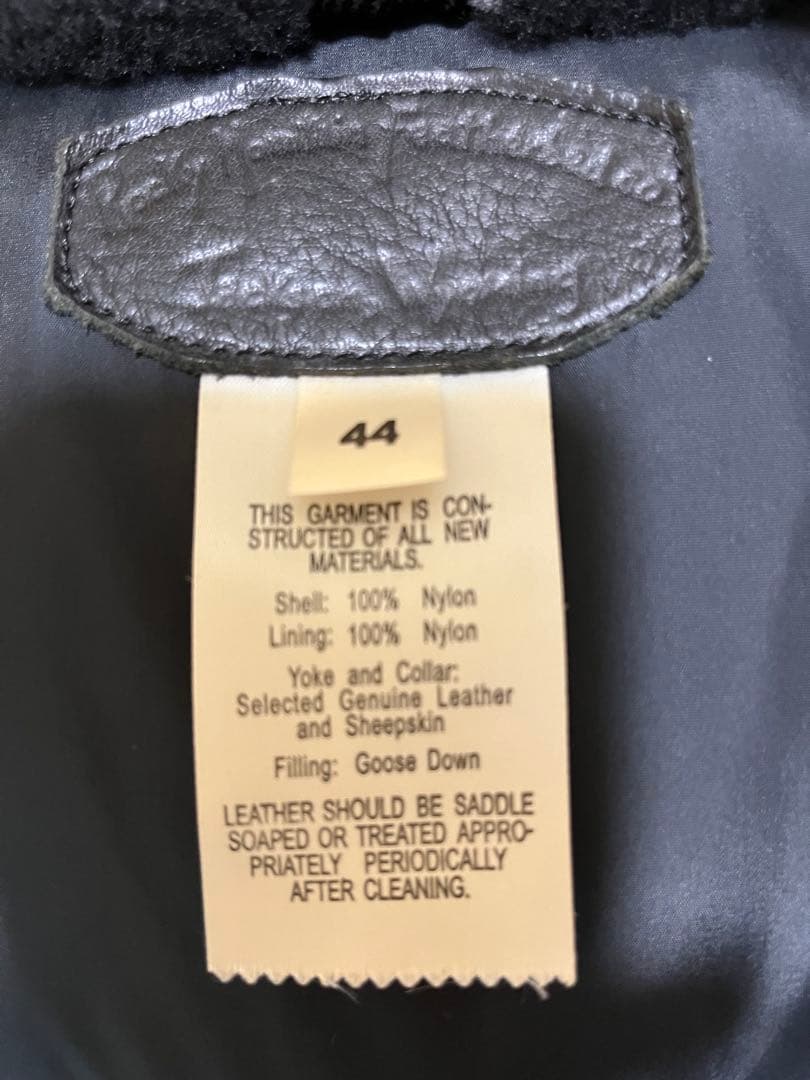 44
THIS GARMENT IS CON-
STRUCTED OF ALL NEW
MATERIALS.
Shell: 100% Nylon
Lining: 100% Nylon
Yoke and Collar:
Selected Genuine Leather
and Sheepskin
Filling: Goose Down
LEATHER SHOULD BE SADDLE
SOAPED OR TREATED APPRO-
PRIATELY PERIODICALLY
AFTER CLEANING.